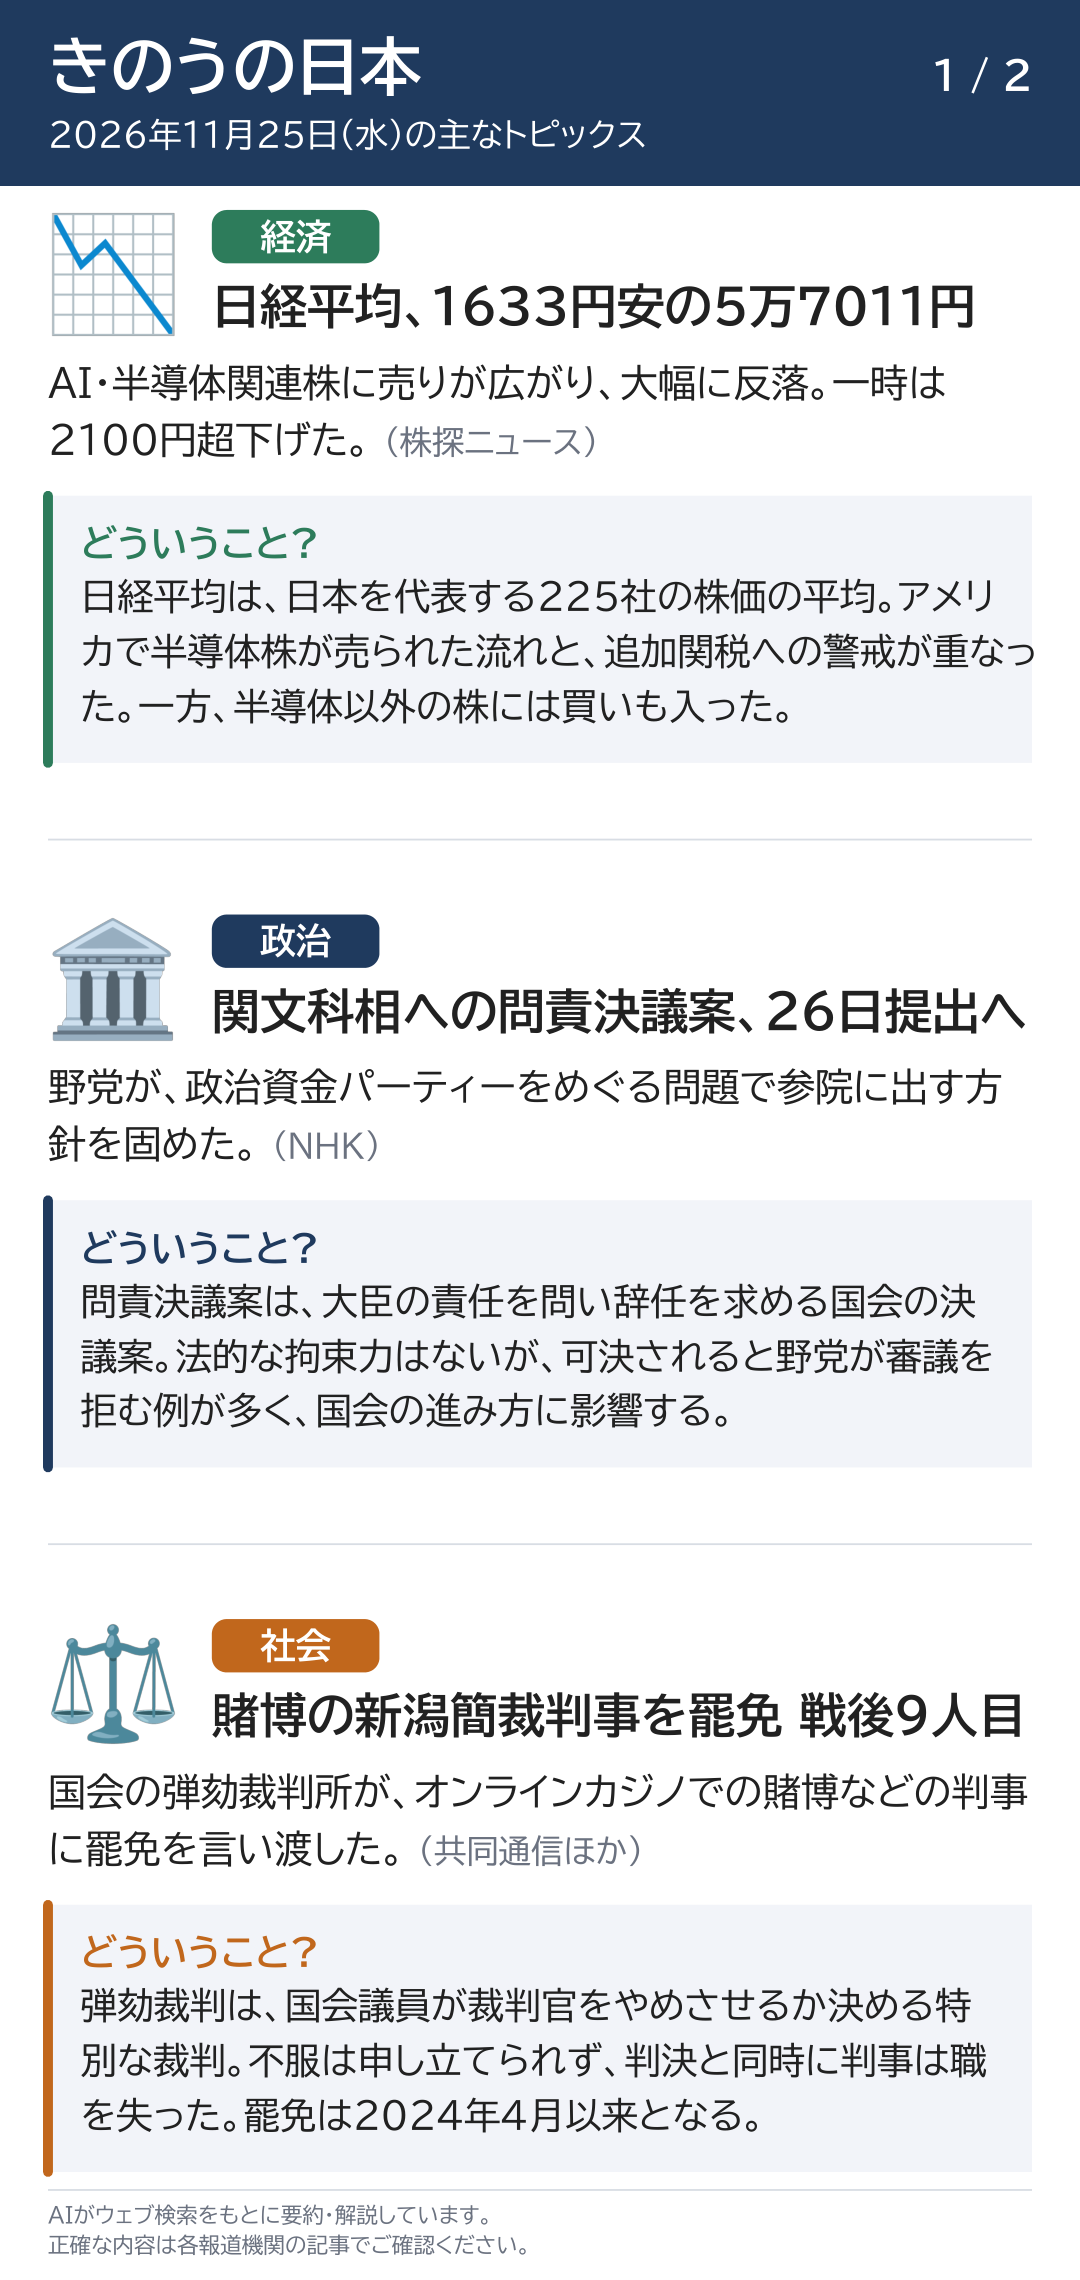 きのうの日本
1 / 2
2026年11月25日(水)の主なトピックス
経済
日経平均、1633円安の5万7011円
AI・半導体関連株に売りが広がり、大幅に反落。一時は
2100円超下げた。（株探ニュース）
どういうこと？
日経平均は、日本を代表する225社の株価の平均。アメリ
カで半導体株が売られた流れと、追加関税への警戒が重なっ
た。一方、半導体以外の株には買いも入った。
政治
関文科相への問責決議案、26日提出へ
野党が、政治資金パーティーをめぐる問題で参院に出す方
針を固めた。（NHK）
どういうこと？
問責決議案は、大臣の責任を問い辞任を求める国会の決
議案。法的な拘束力はないが、可決されると野党が審議を
拒む例が多く、国会の進み方に影響する。
社会
賭博の新潟簡裁判事を罷免 戦後9人目
国会の弾劾裁判所が、オンラインカジノでの賭博などの判事
に罷免を言い渡した。（共同通信ほか）
どういうこと？
弾劾裁判は、国会議員が裁判官をやめさせるか決める特
別な裁判。不服は申し立てられず、判決と同時に判事は職
を失った。罷免は2024年4月以来となる。
AIがウェブ検索をもとに要約・解説しています。
正確な内容は各報道機関の記事でご確認ください。